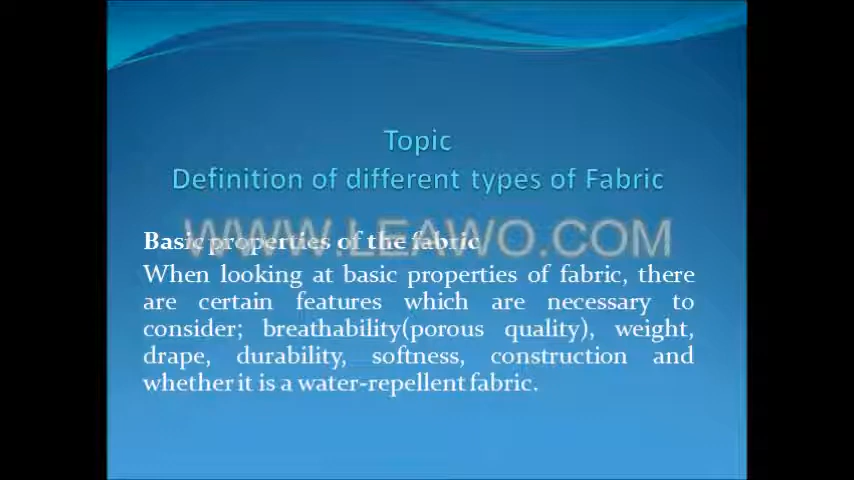 Topic
Definition of different types of Fabric
WWW.LEAWO.COM
Basic properties of the fabric
When looking at basic properties of fabric, there
are certain features which are necessary to
consider; breathability(porous quality), weight,
drape, durability, softness, construction and
whether it is a water-repellent fabric.